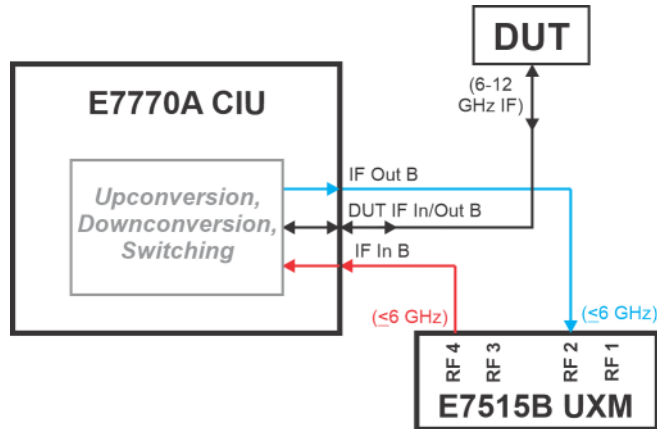 DUT
E7770A CIU
(6-12
GHz IF)
Upconversion,
Downconversion,
Switching
IF Out B
DUT IF In/Out B
IF In B
(≤6 GHz)
(≤6 GHz)
RF 4
RF 3
RF 2
RF 1
E7515B UXM